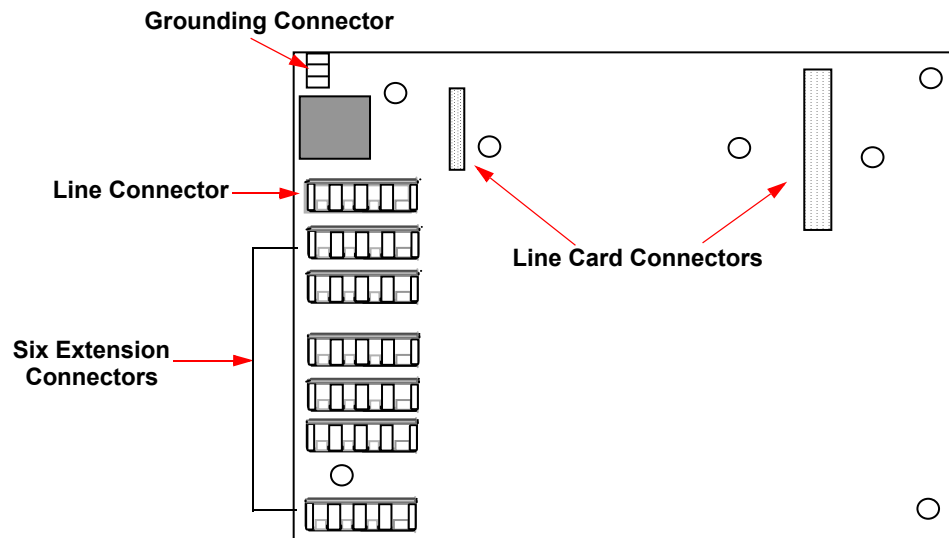 Grounding Connector
Line Connector
Line Card Connectors
Six Extension
Connectors